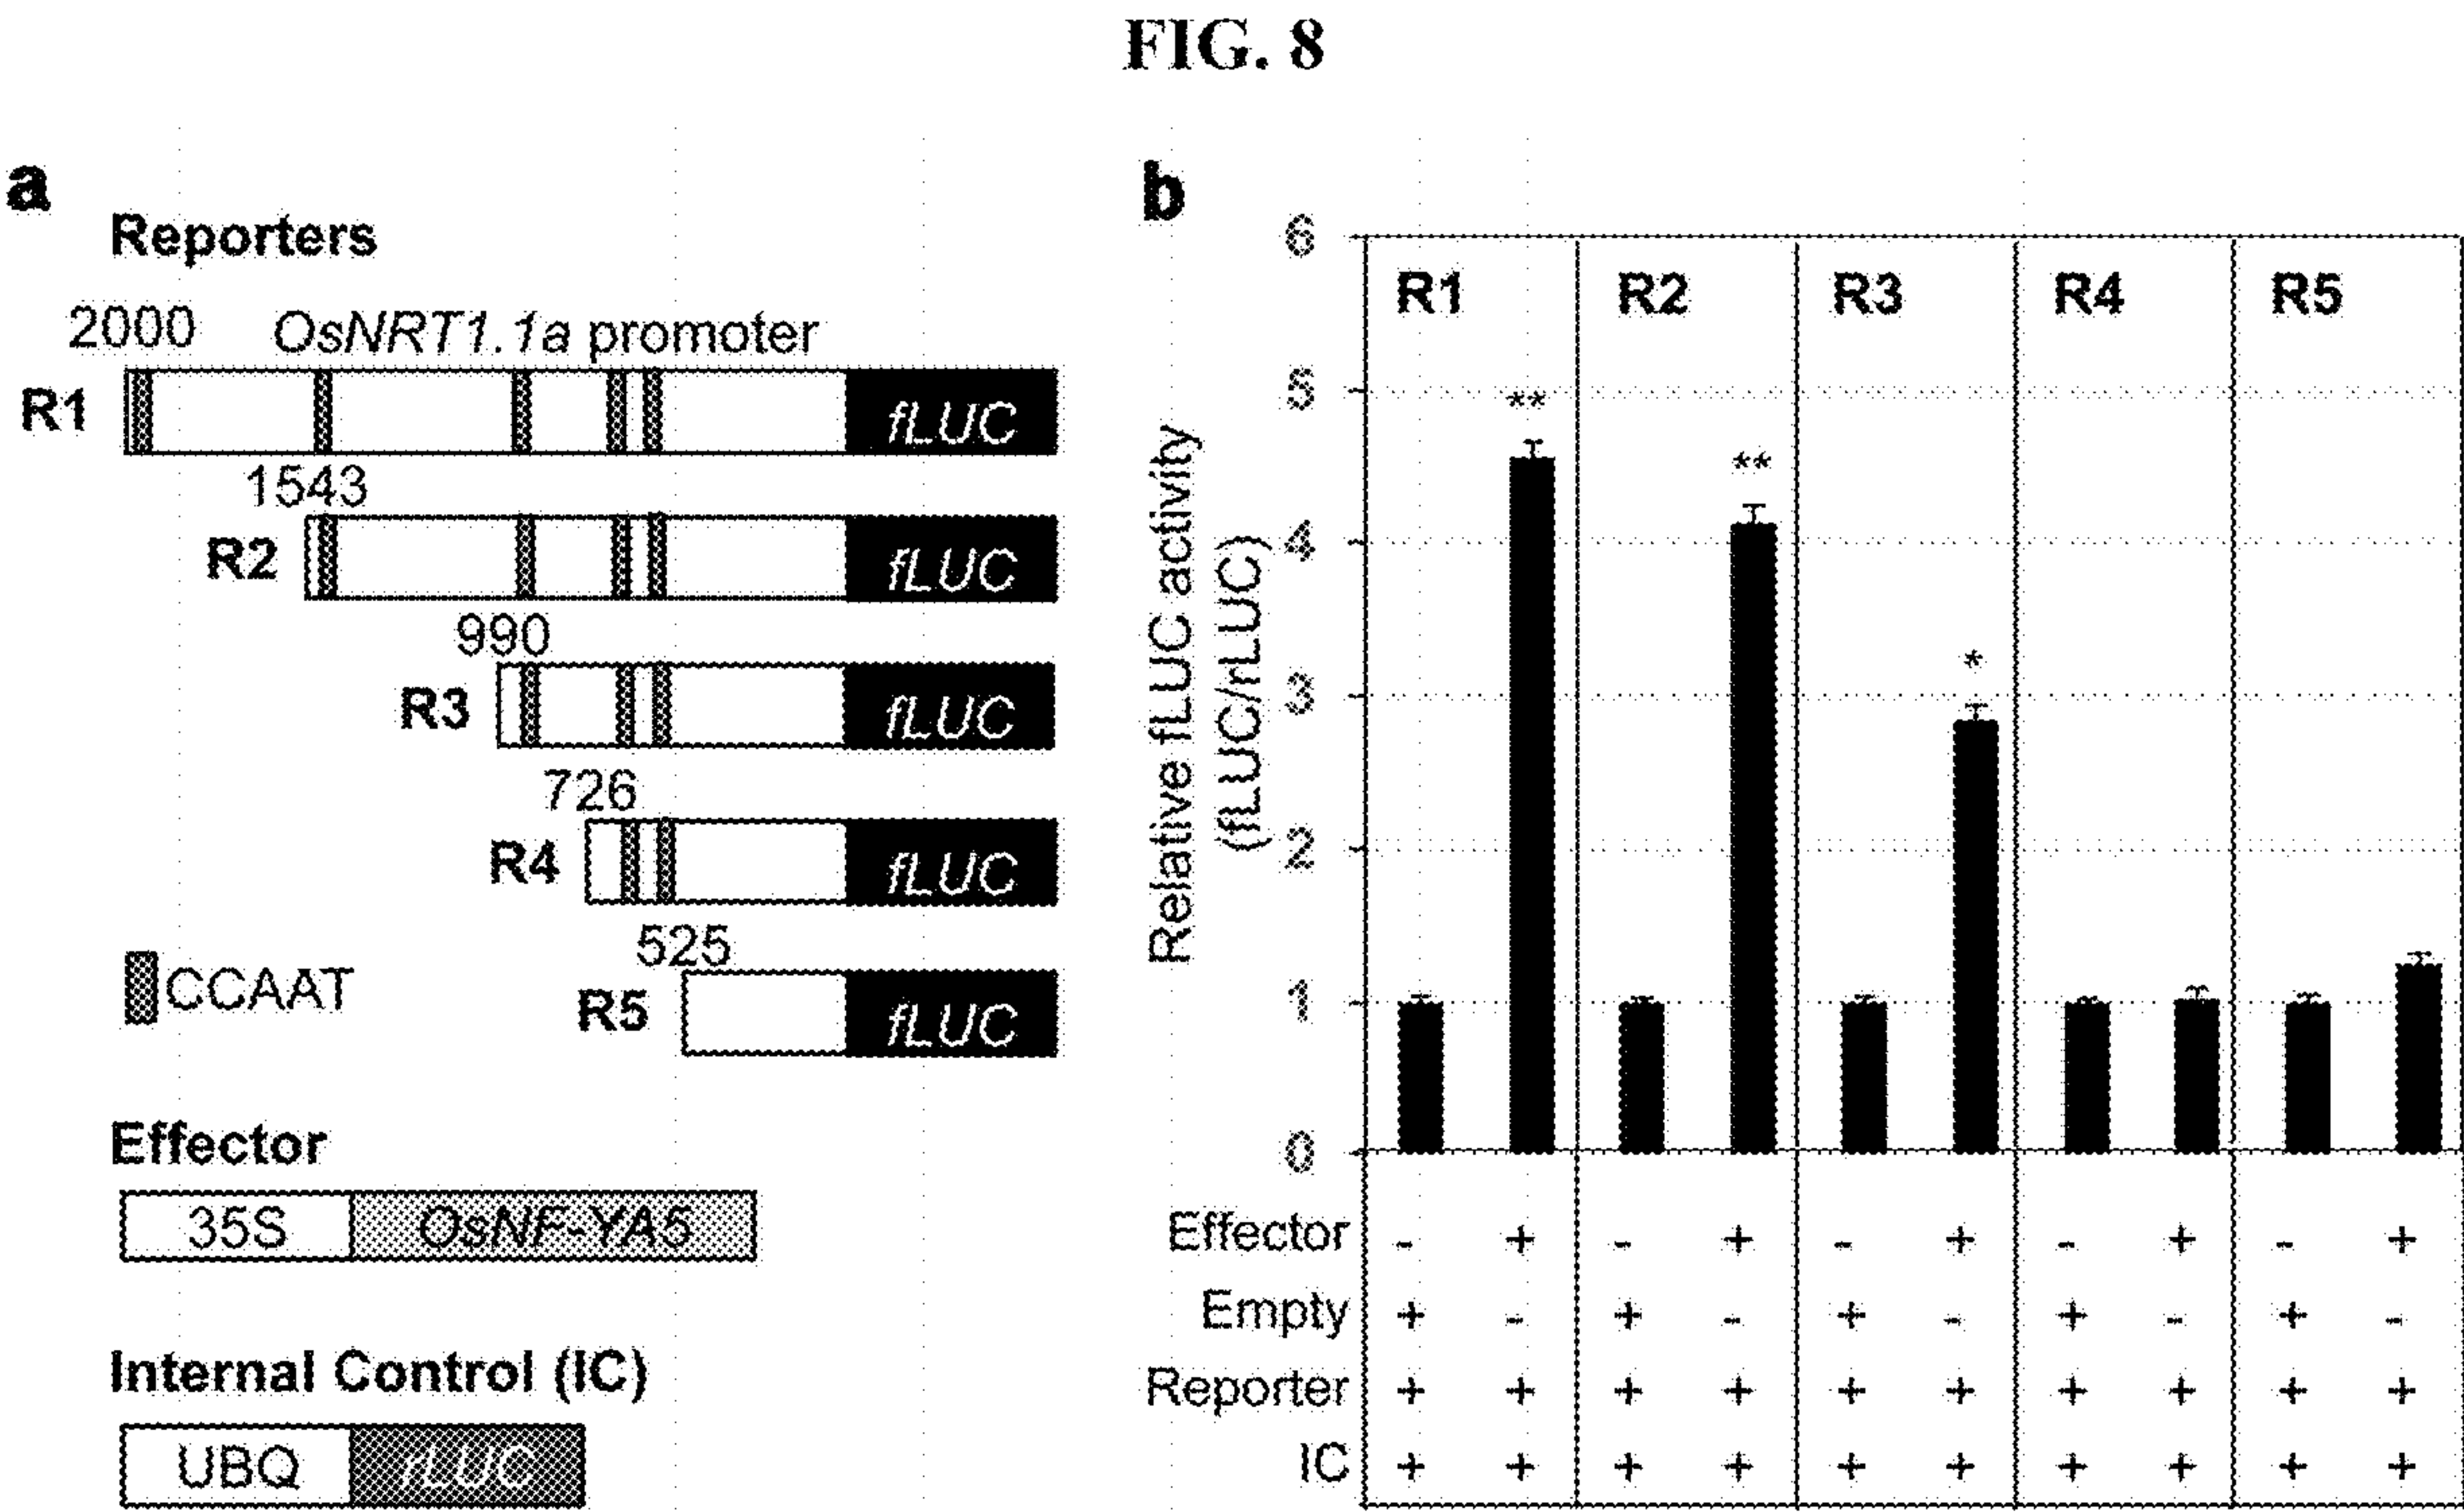 FIG. 8
a
Reporters
2000
OsNRT1.1a promoter
R1
fLUC
1543
R2
fLUC
990
R3
fLUC
726
R4
fLUC
525
CCAAT
R5
fLUC
Effector
35S
OsNF-YA5
Internal Control (IC)
UBQ
rLUC
b
Relative fLUC activity
(fLUC/rLUC)
6
5
4
3
2
1
0
R1 R2 R3 R4 R5
**
**
*
Effector - + - + - + - + - +
Empty + - + - + - + - + -
Reporter + + + + + + + + + +
IC + + + + + + + + + +